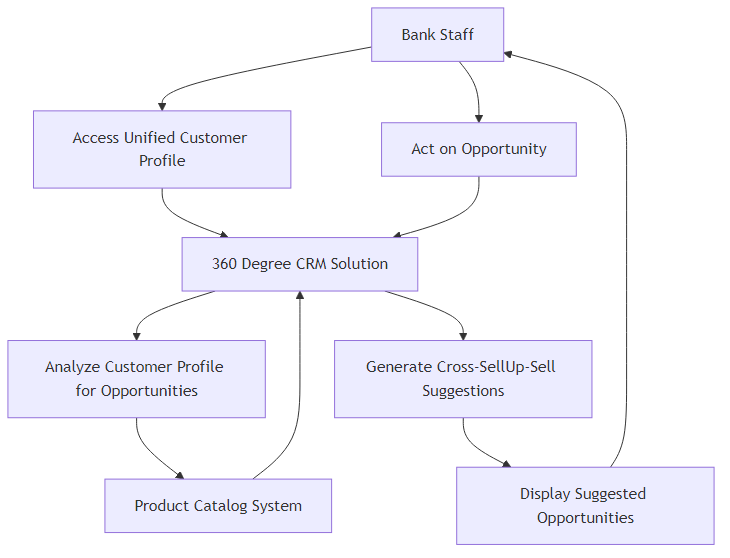 Bank Staff
Access Unified Customer
Profile
Act on Opportunity
360 Degree CRM Solution
Analyze Customer Profile
for Opportunities
Generate Cross-SellUp-Sell
Suggestions
Product Catalog System
Display Suggested
Opportunities